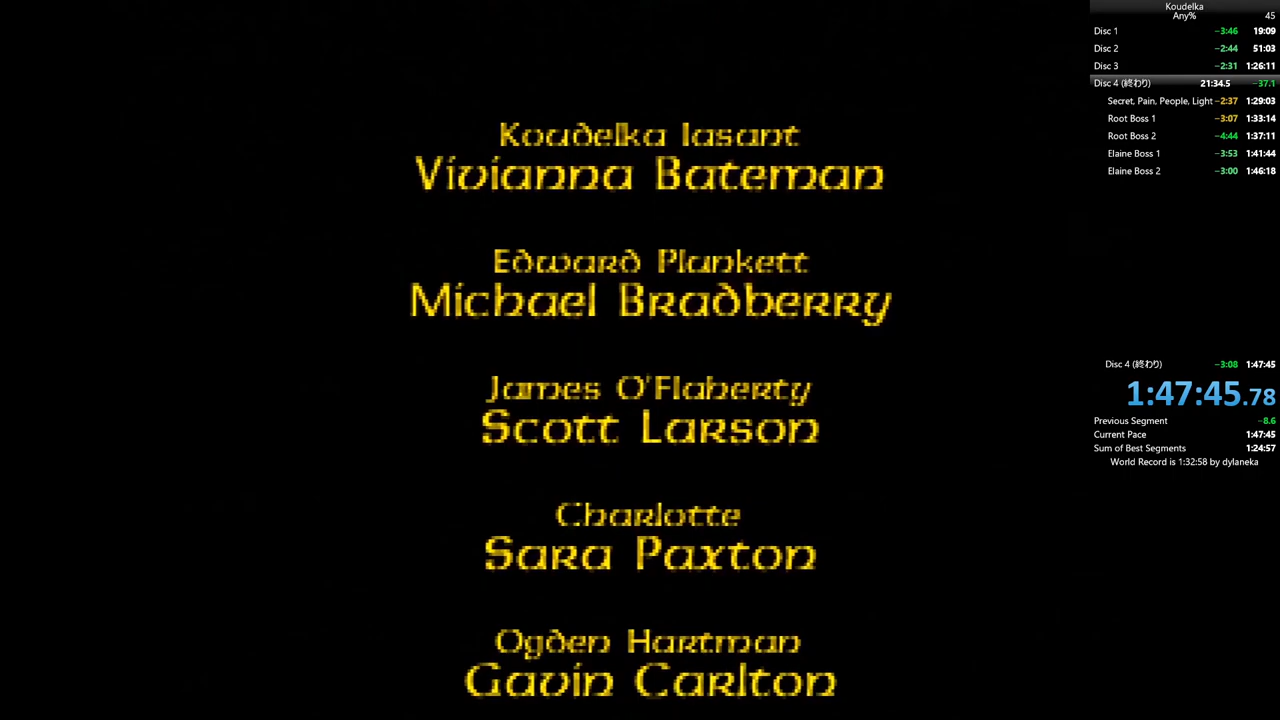 Koudelka Iasant
Vivianna Bateman
Edward Plunkett
Michael Bradberry
James O'Flaherty
Scott Larson
Charlotte
Sara Paxton
Ogden Hartman
Gavin Carlton
Koudelka
Any% 45
Disc 1 −3:46 19:09
Disc 2 −2:44 51:03
Disc 3 −2:31 1:26:11
Disc 4 (終わり) 21:34.5 −37.1
Secret, Pain, People, Light −2:37 1:29:03
Root Boss 1 −3:07 1:33:14
Root Boss 2 −4:44 1:37:11
Elaine Boss 1 −3:53 1:41:44
Elaine Boss 2 −3:00 1:46:18
Disc 4 (終わり) −3:08 1:47:45
1:47:45.78
Previous Segment −8.6
Current Pace 1:47:45
Sum of Best Segments 1:24:57
World Record is 1:32:58 by dylaneka